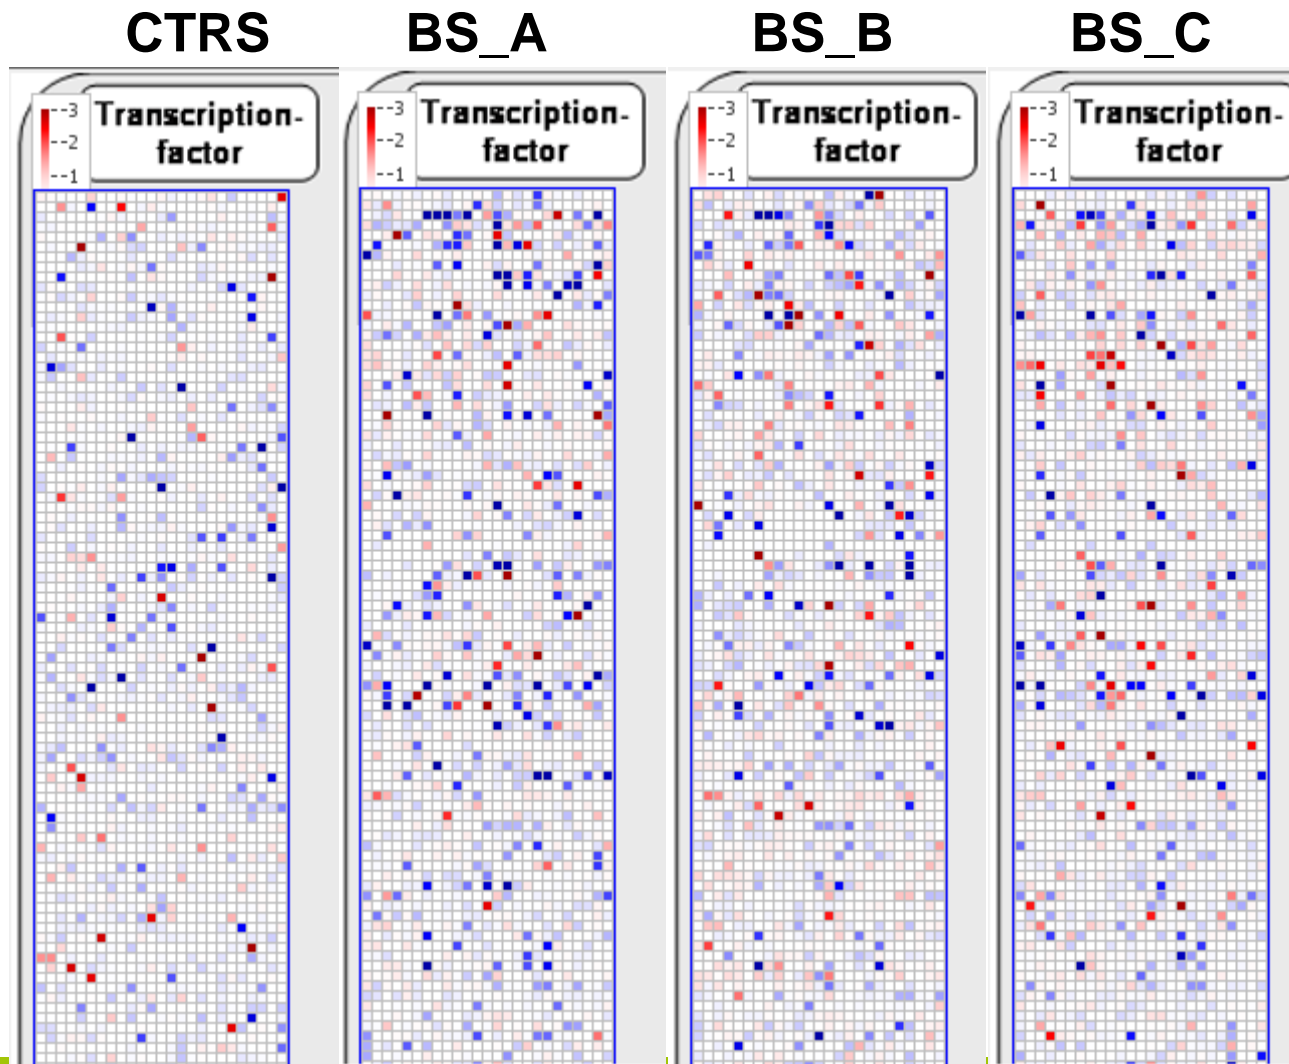 CTRS BS_A BS_B BS_C
--3
--2
--1
Transcription-
factor
--3
--2
--1
Transcription-
factor
--3
--2
--1
Transcription-
factor
--3
--2
--1
Transcription-
factor